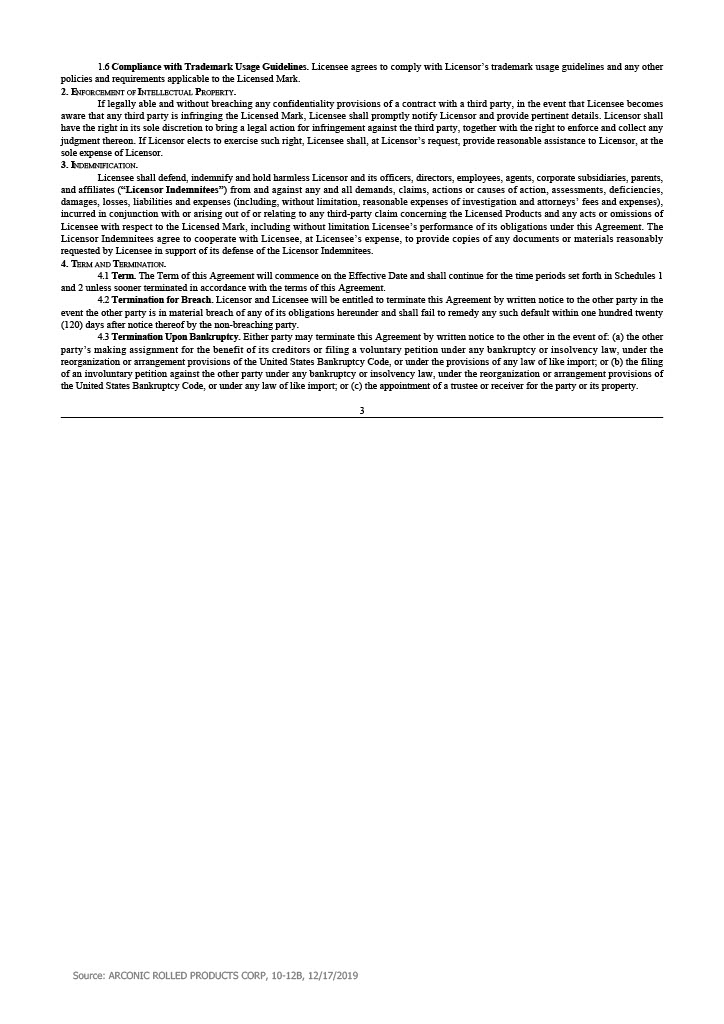 1.6 Compliance with Trademark Usage Guidelines. Licensee agrees to comply with Licensor’s trademark usage guidelines and any other
policies and requirements applicable to the Licensed Mark.
2. ENFORCEMENT OF INTELLECTUAL PROPERTY.
If legally able and without breaching any confidentiality provisions of a contract with a third party, in the event that Licensee becomes
aware that any third party is infringing the Licensed Mark, Licensee shall promptly notify Licensor and provide pertinent details. Licensor shall
have the right in its sole discretion to bring a legal action for infringement against the third party, together with the right to enforce and collect any
judgment thereon. If Licensor elects to exercise such right, Licensee shall, at Licensor’s request, provide reasonable assistance to Licensor, at the
sole expense of Licensor.
3. INDEMNIFICATION.
Licensee shall defend, indemnify and hold harmless Licensor and its officers, directors, employees, agents, corporate subsidiaries, parents,
and affiliates (“Licensor Indemnitees”) from and against any and all demands, claims, actions or causes of action, assessments, deficiencies,
damages, losses, liabilities and expenses (including, without limitation, reasonable expenses of investigation and attorneys’ fees and expenses),
incurred in conjunction with or arising out of or relating to any third-party claim concerning the Licensed Products and any acts or omissions of
Licensee with respect to the Licensed Mark, including without limitation Licensee’s performance of its obligations under this Agreement. The
Licensor Indemnitees agree to cooperate with Licensee, at Licensee’s expense, to provide copies of any documents or materials reasonably
requested by Licensee in support of its defense of the Licensor Indemnitees.
4. TERM AND TERMINATION.
4.1 Term. The Term of this Agreement will commence on the Effective Date and shall continue for the time periods set forth in Schedules 1
and 2 unless sooner terminated in accordance with the terms of this Agreement.
4.2 Termination for Breach. Licensor and Licensee will be entitled to terminate this Agreement by written notice to the other party in the
event the other party is in material breach of any of its obligations hereunder and shall fail to remedy any such default within one hundred twenty
(120) days after notice thereof by the non-breaching party.
4.3 Termination Upon Bankruptcy. Either party may terminate this Agreement by written notice to the other in the event of: (a) the other
party’s making assignment for the benefit of its creditors or filing a voluntary petition under any bankruptcy or insolvency law, under the
reorganization or arrangement provisions of the United States Bankruptcy Code, or under the provisions of any law of like import; or (b) the filing
of an involuntary petition against the other party under any bankruptcy or insolvency law, under the reorganization or arrangement provisions of
the United States Bankruptcy Code, or under any law of like import; or (c) the appointment of a trustee or receiver for the party or its property.
3
Source: ARCONIC ROLLED PRODUCTS CORP, 10-12B, 12/17/2019